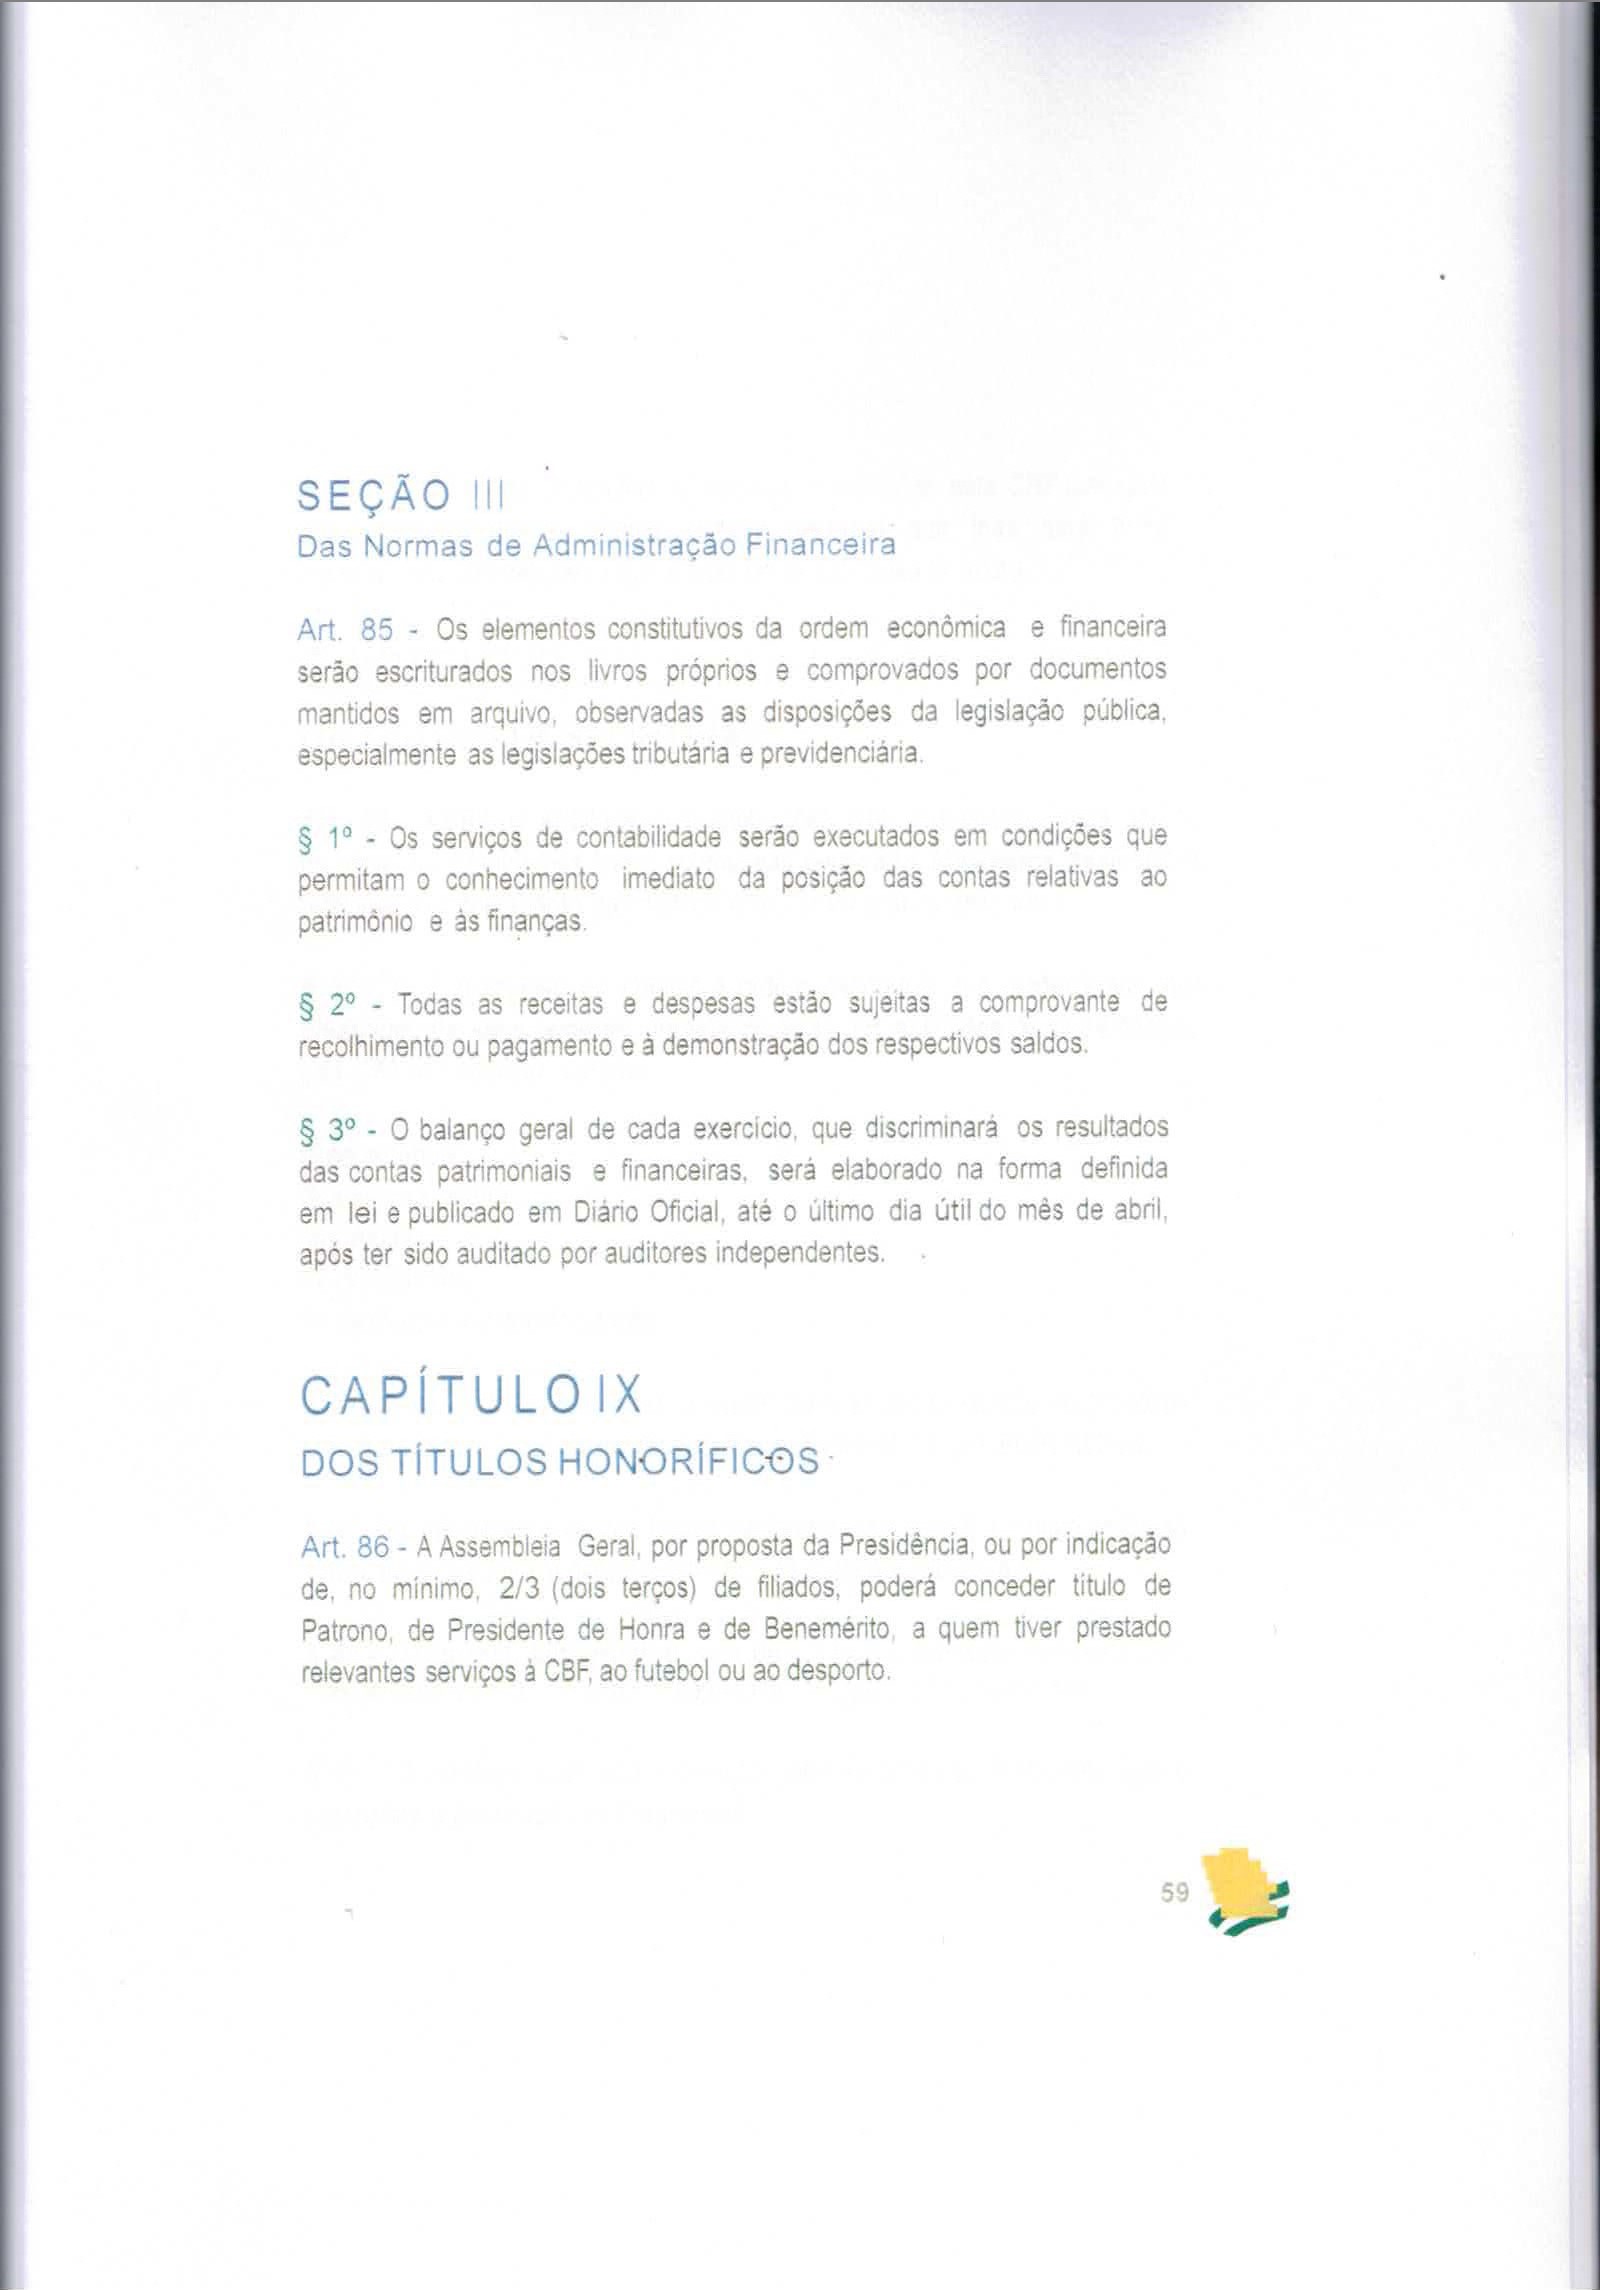 SEÇÃO III
Das Normas de Administração Financeira
Art. 85 - Os elementos constitutivos da ordem econômica e financeira
serão escriturados nos livros próprios e comprovados por documentos
mantidos em arquivo, observadas as disposições da legislação pública,
especialmente as legislações tributária e previdenciária.
§ 1º - Os serviços de contabilidade serão executados em condições que
permitam o conhecimento imediato da posição das contas relativas ao
patrimônio e às finanças.
§ 2º - Todas as receitas e despesas estão sujeitas a comprovante de
recolhimento ou pagamento e à demonstração dos respectivos saldos.
§ 3º - O balanço geral de cada exercício, que discriminará os resultados
das contas patrimoniais e financeiras, será elaborado na forma definida
em lei e publicado em Diário Oficial, até o último dia útil do mês de abril,
após ter sido auditado por auditores independentes.
CAPÍTULO IX
DOS TÍTULOS HONORÍFICOS
Art. 86 - A Assembleia Geral, por proposta da Presidência, ou por indicação
de, no mínimo, 2/3 (dois terços) de filiados, poderá conceder título de
Patrono, de Presidente de Honra e de Benemérito, a quem tiver prestado
relevantes serviços à CBF, ao futebol ou ao desporto.
59